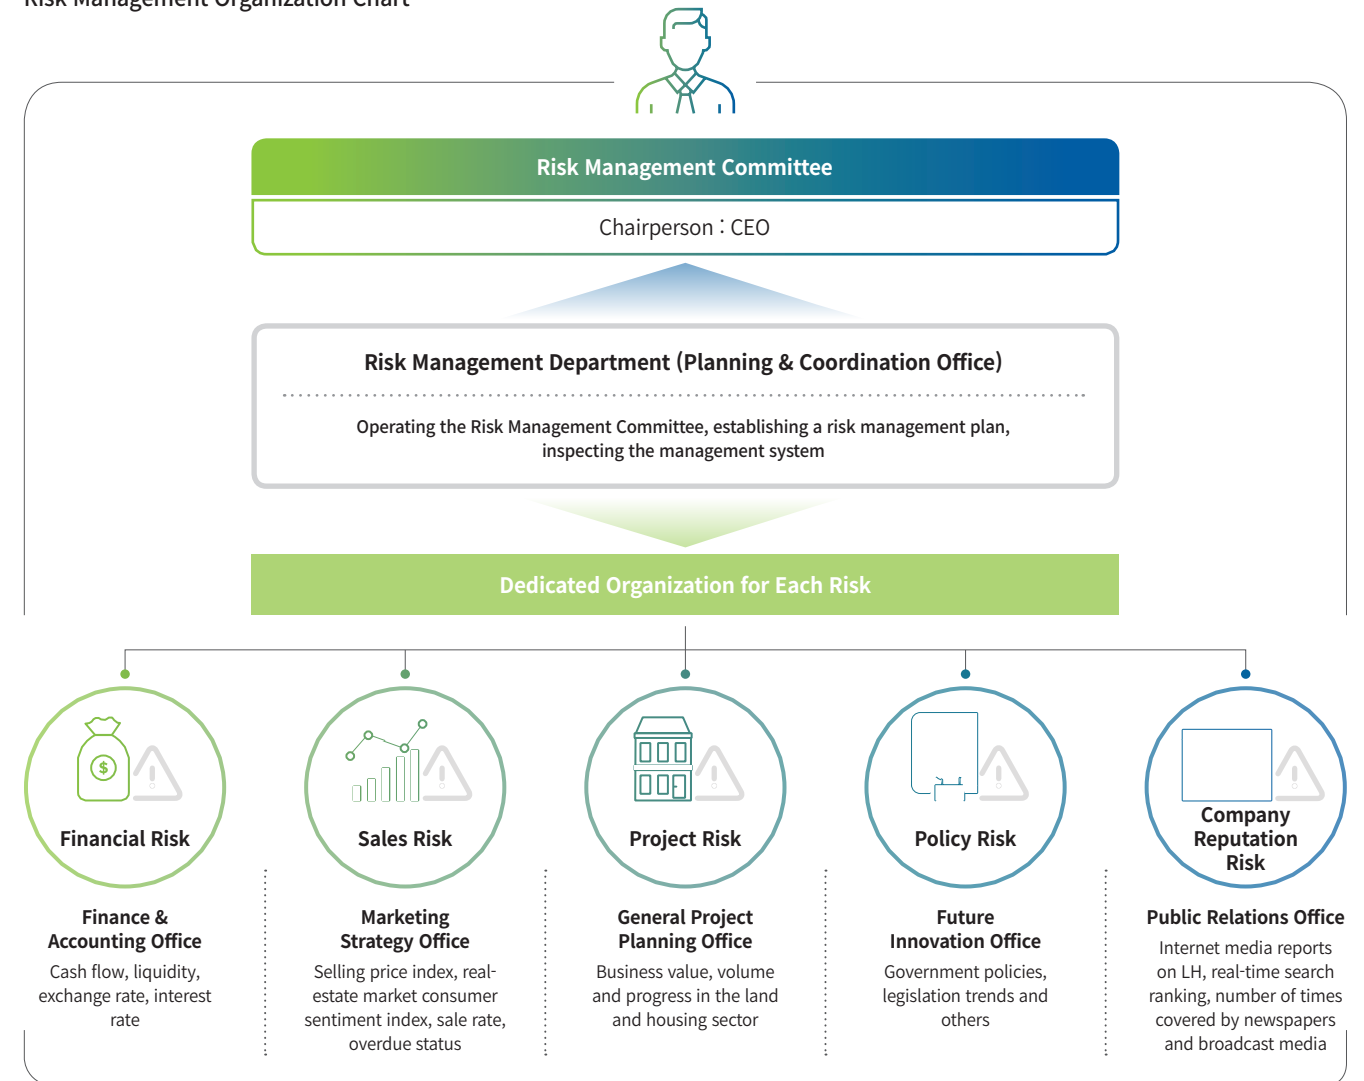 Risk Management Organization Chart
Risk Management Committee
Chairperson : CEO
Risk Management Department (Planning & Coordination Office)
Operating the Risk Management Committee, establishing a risk management plan,
inspecting the management system
Dedicated Organization for Each Risk
$
Financial Risk
Finance &
Accounting Office
Cash flow, liquidity,
exchange rate, interest
rate
Sales Risk
Marketing
Strategy Office
Selling price index, real-
estate market consumer
sentiment index, sale rate,
overdue status
Project Risk
General Project
Planning Office
Business value, volume
and progress in the land
and housing sector
Policy Risk
Future
Innovation Office
Government policies,
legislation trends and
others
Company
Reputation
Risk
Public Relations Office
Internet media reports
on LH, real-time search
ranking, number of times
covered by newspapers
and broadcast media